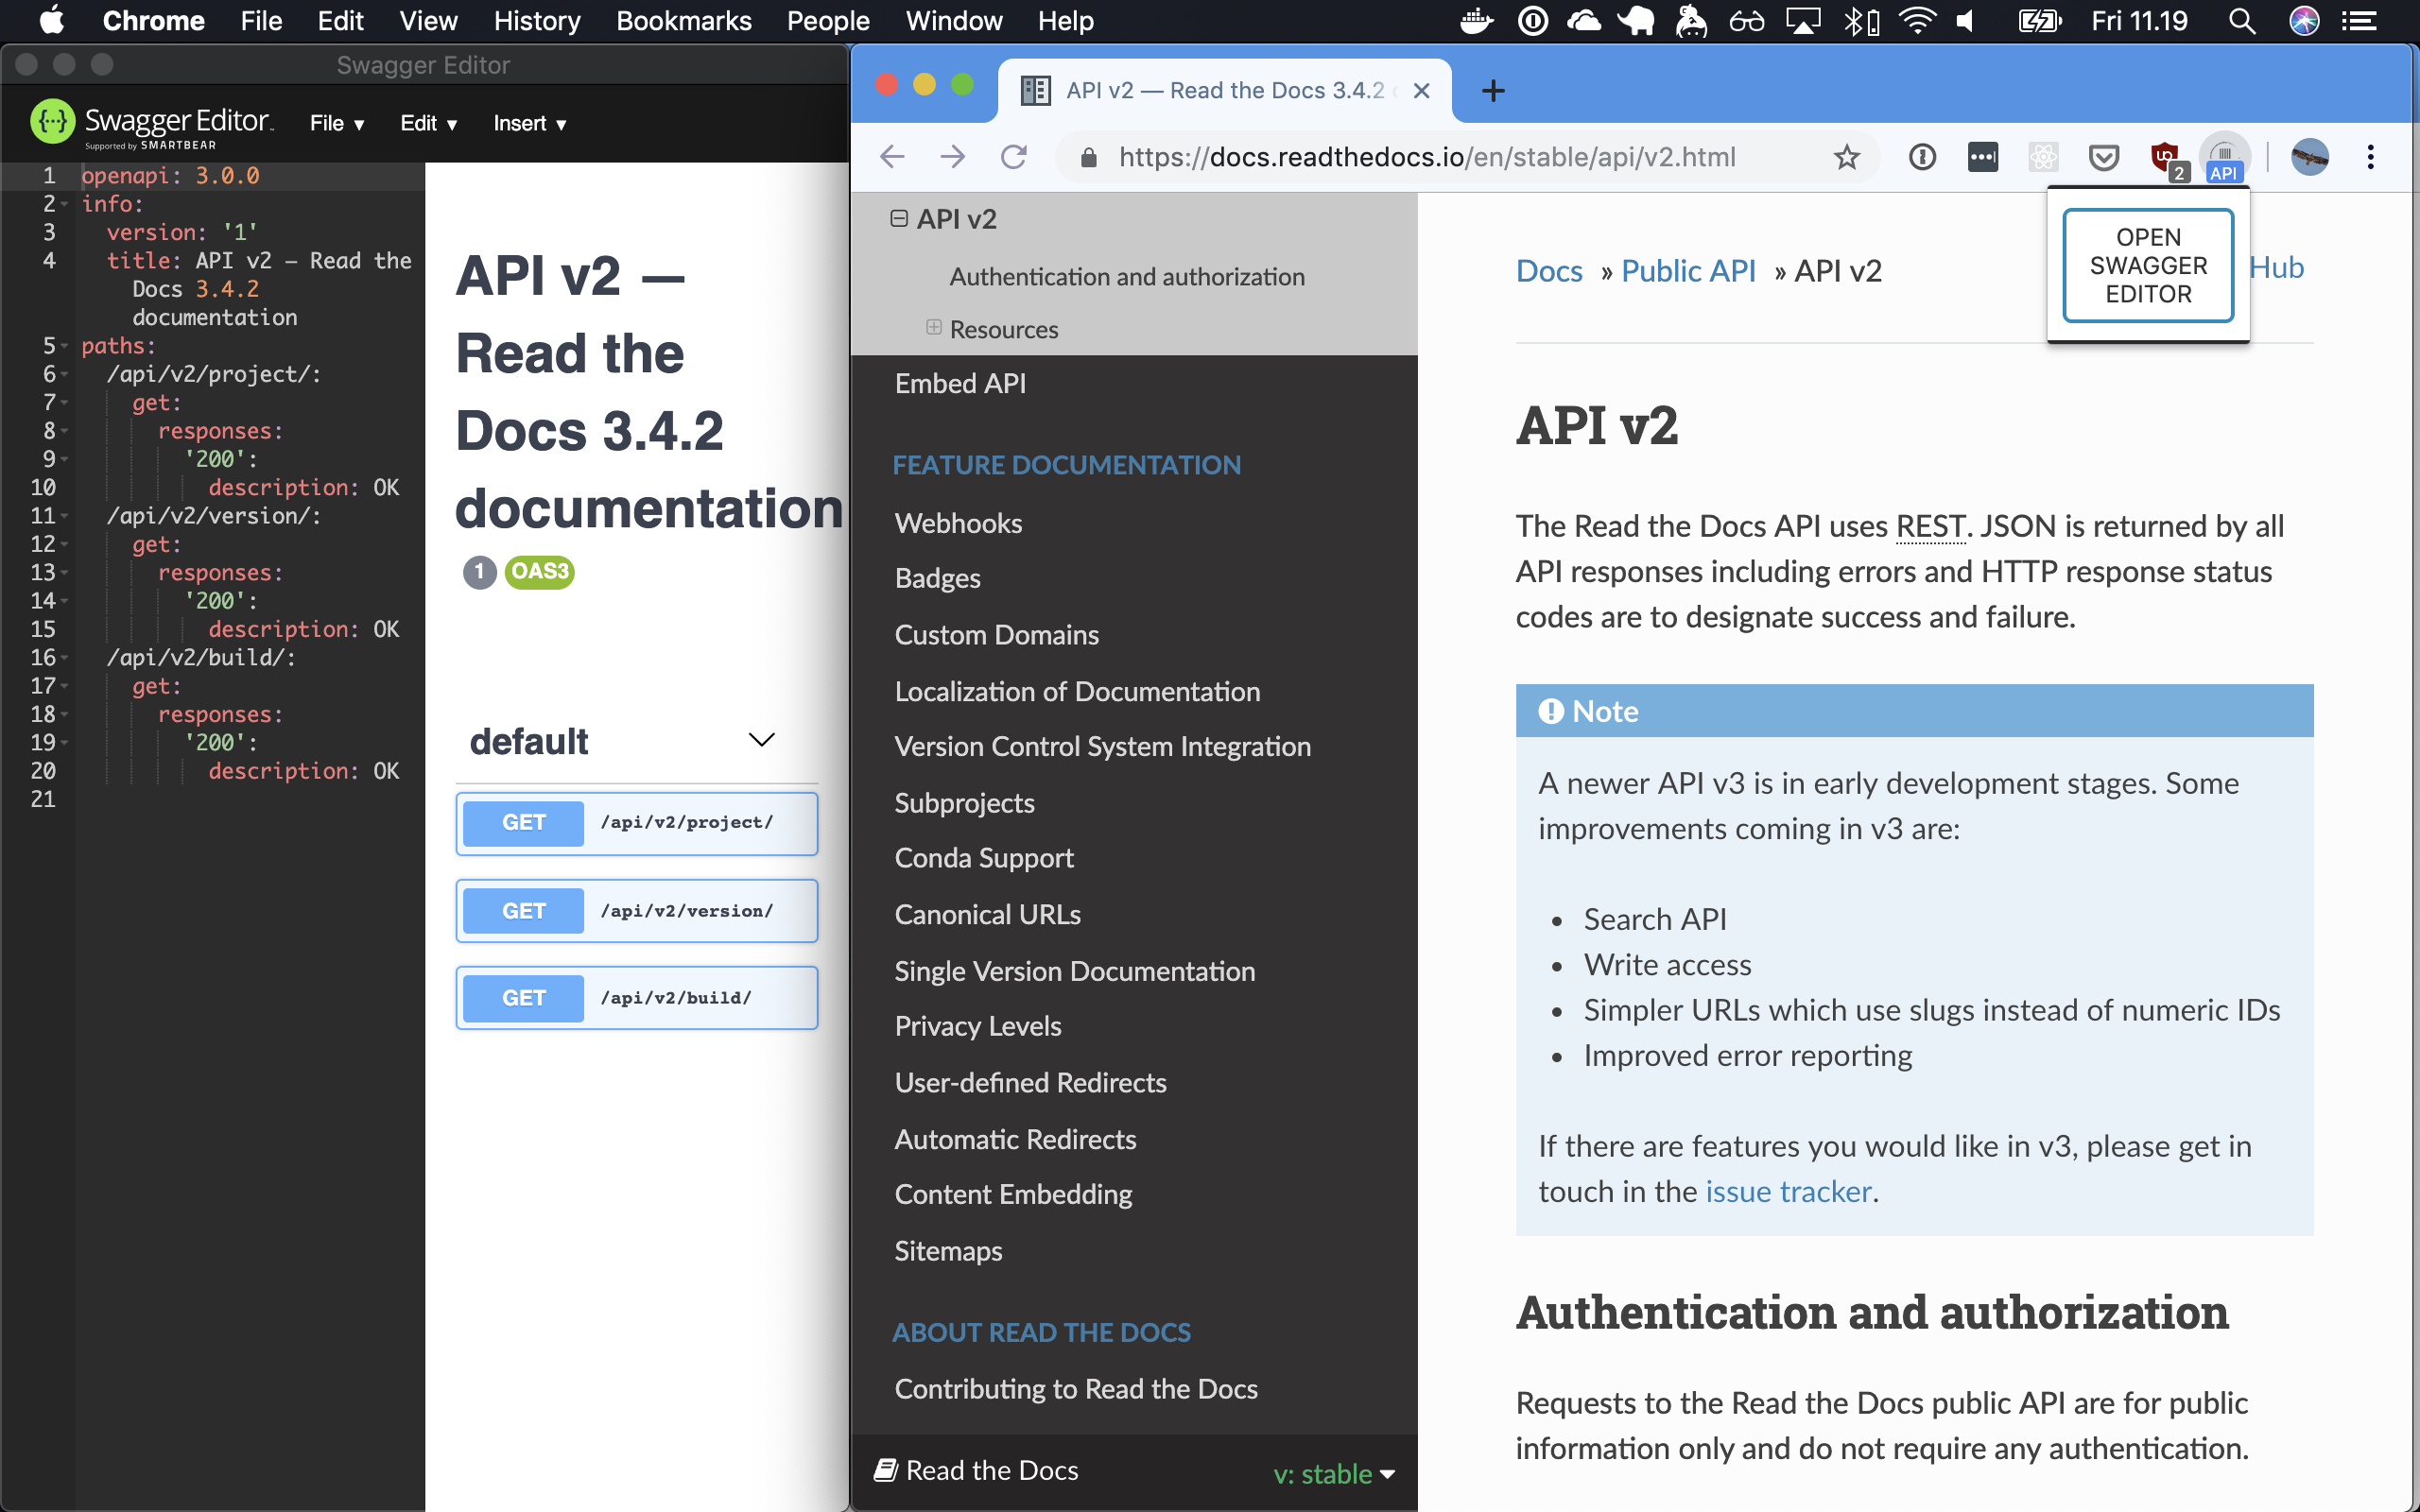 Chrome File Edit View History Bookmarks People Window Help Fri 11.19
Swagger Editor
Swagger Editor
Supported by SMARTBEAR
File ▾ Edit ▾ Insert ▾
1 openapi: 3.0.0
2 info:
3 version: '1'
4 title: API v2 — Read the
Docs 3.4.2
documentation
5 paths:
6 /api/v2/project/:
7 get:
8 responses:
9 '200':
10 description: OK
11 /api/v2/version/:
12 get:
13 responses:
14 '200':
15 description: OK
16 /api/v2/build/:
17 get:
18 responses:
19 '200':
20 description: OK
21
API v2 —
Read the
Docs 3.4.2
documentation
1 OAS3
default
GET /api/v2/project/
GET /api/v2/version/
GET /api/v2/build/
API v2 — Read the Docs 3.4.2
https://docs.readthedocs.io/en/stable/api/v2.html
2
API
OPEN
SWAGGER
EDITOR
API v2
Authentication and authorization
Resources
Embed API
FEATURE DOCUMENTATION
Webhooks
Badges
Custom Domains
Localization of Documentation
Version Control System Integration
Subprojects
Conda Support
Canonical URLs
Single Version Documentation
Privacy Levels
User-defined Redirects
Automatic Redirects
Content Embedding
Sitemaps
ABOUT READ THE DOCS
Contributing to Read the Docs
Read the Docs v: stable
Docs » Public API » API v2 Hub
API v2
The Read the Docs API uses REST. JSON is returned by all
API responses including errors and HTTP response status
codes are to designate success and failure.
Note
A newer API v3 is in early development stages. Some
improvements coming in v3 are:
• Search API
• Write access
• Simpler URLs which use slugs instead of numeric IDs
• Improved error reporting
If there are features you would like in v3, please get in
touch in the issue tracker.
Authentication and authorization
Requests to the Read the Docs public API are for public
information only and do not require any authentication.